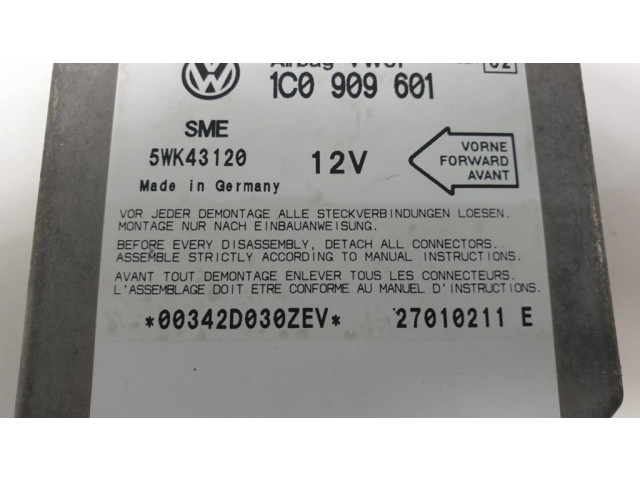 Airbag VW61
1C0 909 601
SME
5WK43120
12V
VORNE
FORWARD
AVANT
Made in Germany
VOR JEDER DEMONTAGE ALLE STECKVERBINDUNGEN LOESEN.
MONTAGE NUR NACH EINBAUANWEISUNG.
BEFORE EVERY DISASSEMBLY, DETACH ALL CONNECTORS.
ASSEMBLE STRICTLY ACCORDING TO MANUAL INSTRUCTIONS.
AVANT TOUT DEMONTAGE ENLEVER TOUS LES CONNECTEURS.
L'ASSEMBLAGE DOIT ETRE CONFORME AU MANUEL D'INSTRUCTIONS.
*00342D030ZEV* 27010211 E